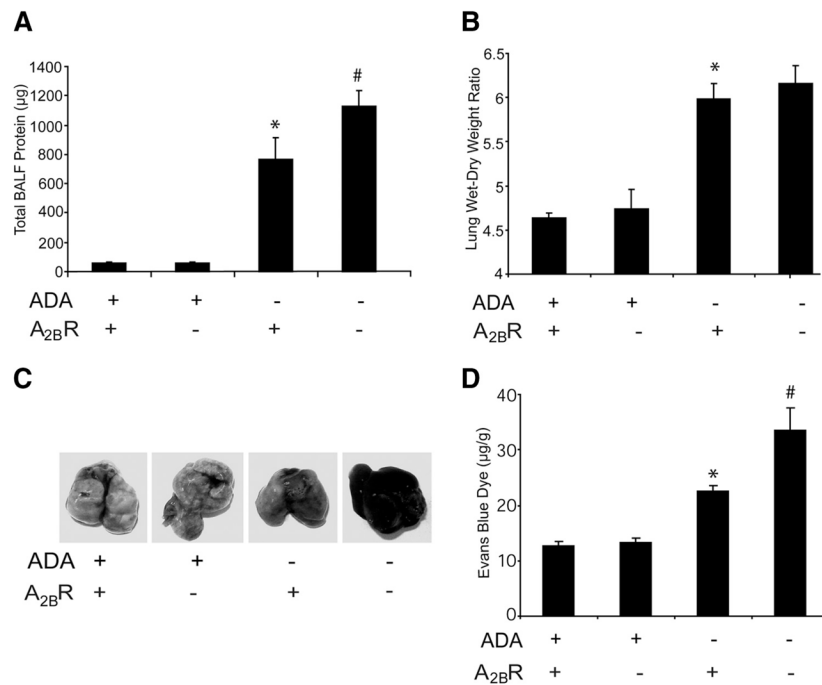 A
Total BALF Protein (µg)
1400
1200
1000
800
600
400
200
0
*
#
ADA + + - -
A2BR + - + -
B
Lung Wet-Dry Weight Ratio
6.5
6
5.5
5
4.5
4
*
ADA + + - -
A2BR + - + -
C
ADA + + - -
A2BR + - + -
D
Evans Blue Dye (µg/g)
40
30
20
10
0
*
#
ADA + + - -
A2BR + - + -